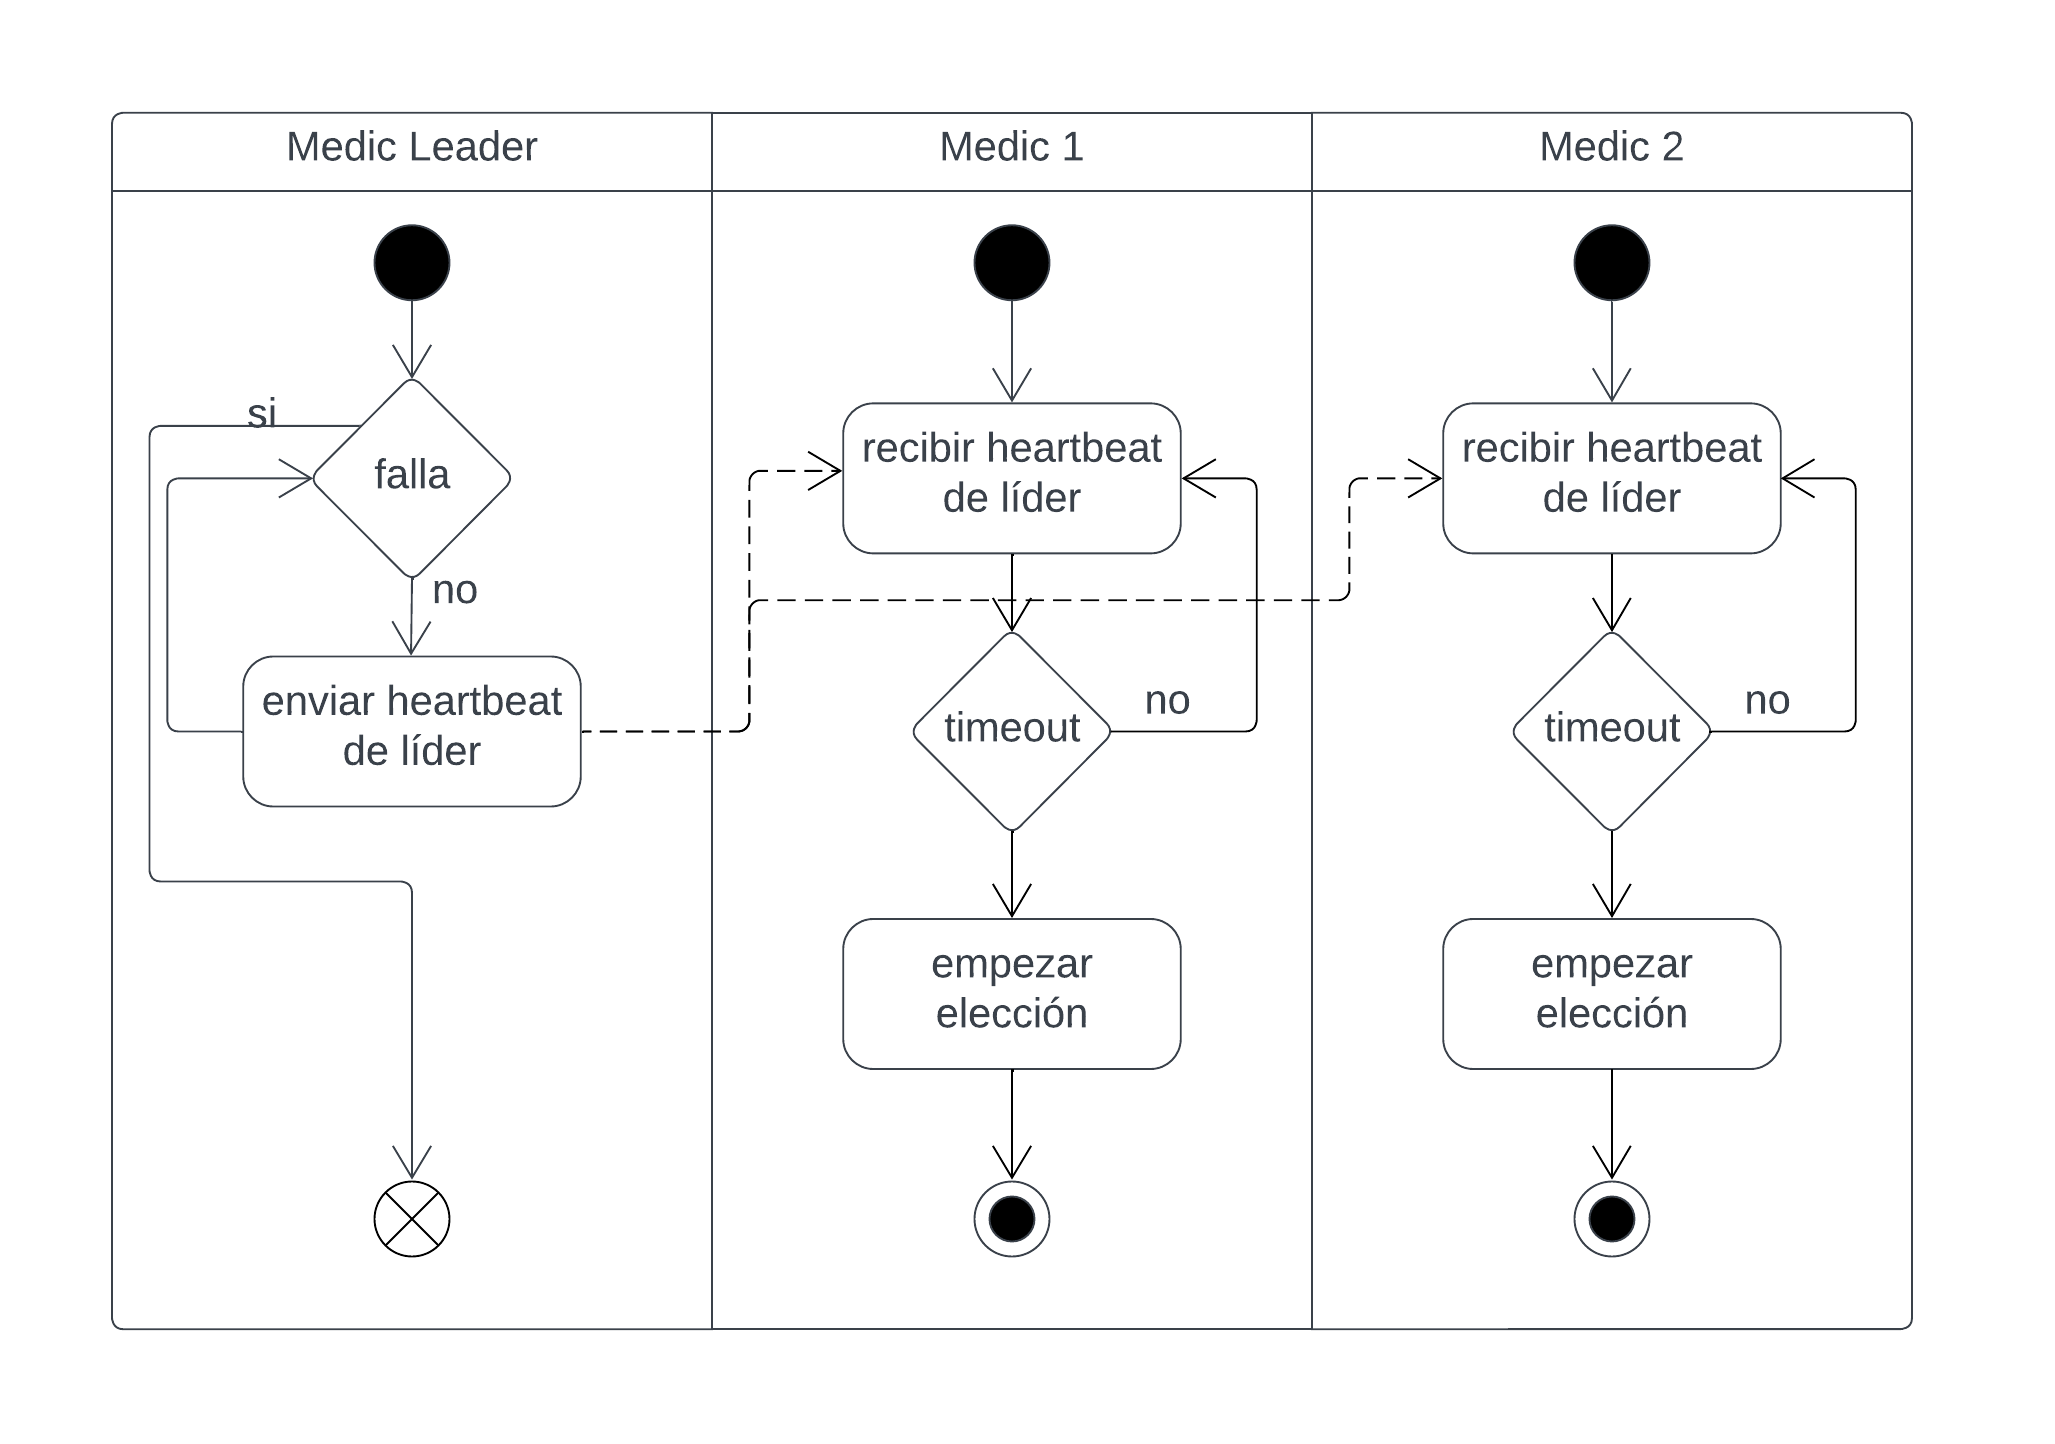 Medic Leader
Medic 1
Medic 2
si
falla
no
enviar heartbeat
de líder
recibir heartbeat
de líder
timeout
no
empezar
elección
recibir heartbeat
de líder
timeout
no
empezar
elección